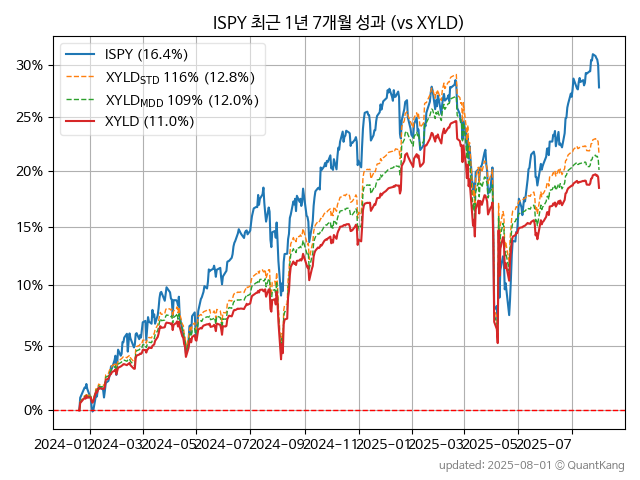 ISPY 최근 1년 7개월 성과 (vs XYLD)
ISPY (16.4%)
XYLD_STD 116% (12.8%)
XYLD_MDD 109% (12.0%)
XYLD (11.0%)
30%
25%
20%
15%
10%
5%
0%
2024-01 2024-03 2024-05 2024-07 2024-09 2024-11 2025-01 2025-03 2025-05 2025-07
updated: 2025-08-01 © QuantKang